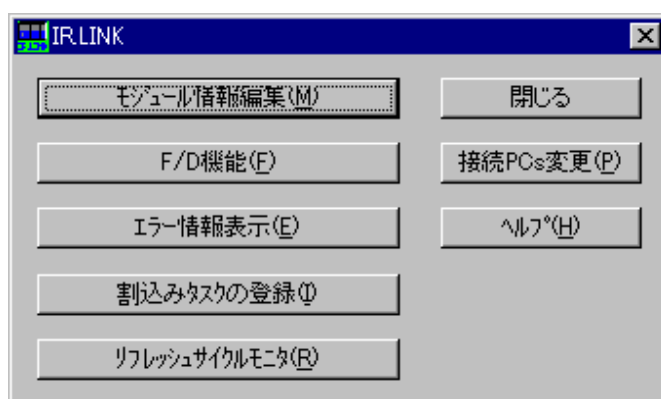 IR.LINK
ﾓｼﾞｭｰﾙ情報編集(M)
閉じる
F/D機能(F)
接続PCs変更(P)
ｴﾗｰ情報表示(E)
ﾍﾙﾌﾟ(H)
割込みﾀｽｸの登録(I)
ﾘﾌﾚｯｼｭｻｲｸﾙﾓﾆﾀ(R)